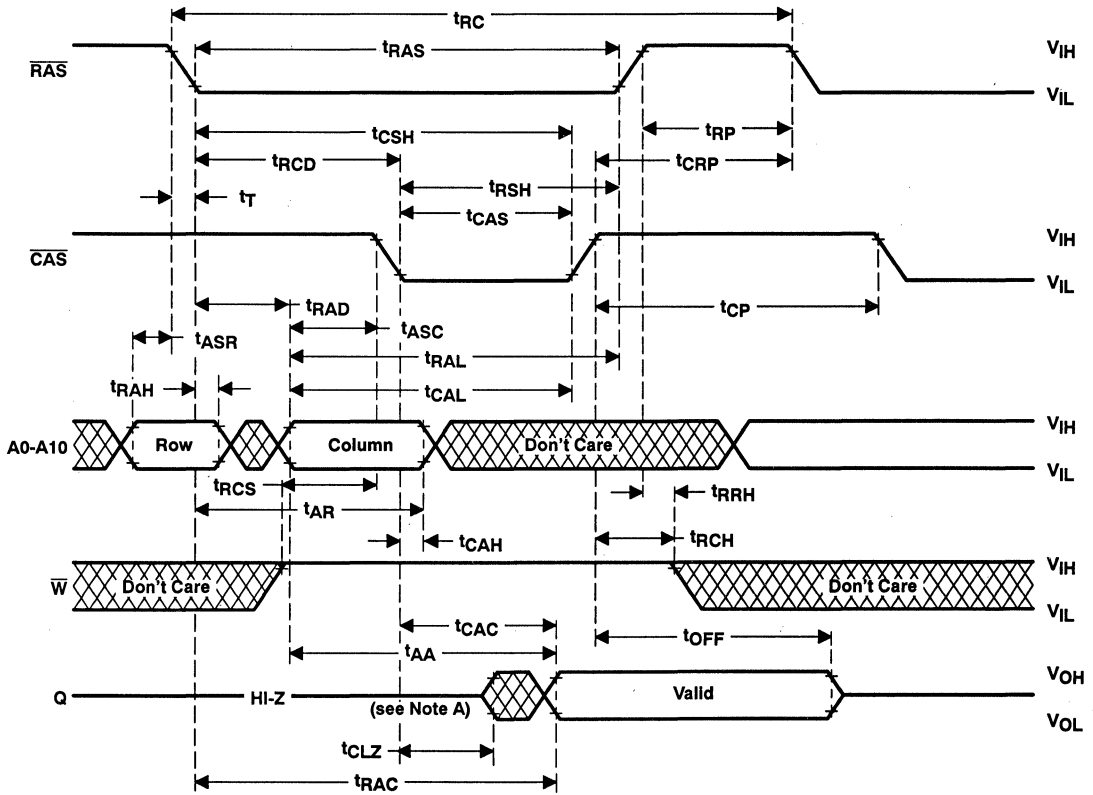 tRC
tRAS
RAS
VIH
VIL
tCSH
tRP
tRCD
tCRP
tRSH
tT
tCAS
CAS
VIH
VIL
tRAD
tCP
tASC
tASR
tRAL
tRAH
tCAL
A0-A10
Row
Column
Don't Care
VIH
VIL
tRCS
tRRH
tAR
tRCH
tCAH
W
Don't Care
Don't Care
VIH
VIL
tCAC
tOFF
tAA
Q
HI-Z
(see Note A)
Valid
VOH
VOL
tCLZ
tRAC